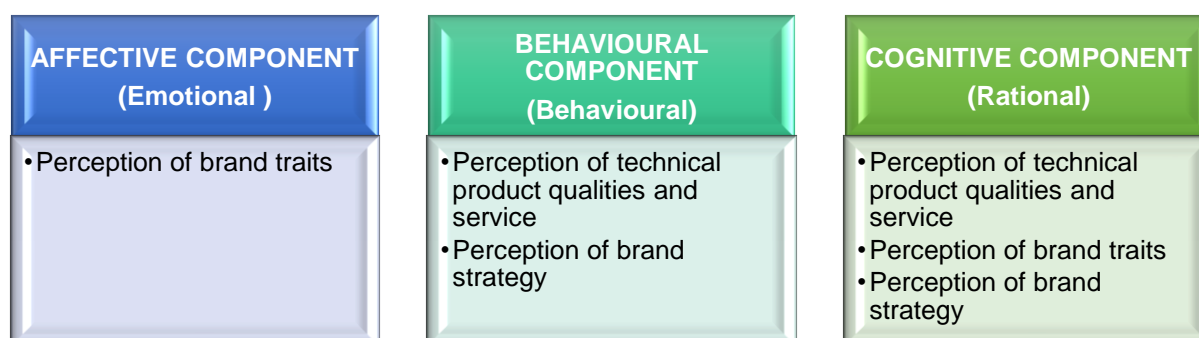 AFFECTIVE COMPONENT
(Emotional )
•Perception of brand traits
BEHAVIOURAL
COMPONENT
(Behavioural)
•Perception of technical
product qualities and
service
•Perception of brand
strategy
COGNITIVE COMPONENT
(Rational)
•Perception of technical
product qualities and
service
•Perception of brand traits
•Perception of brand
strategy